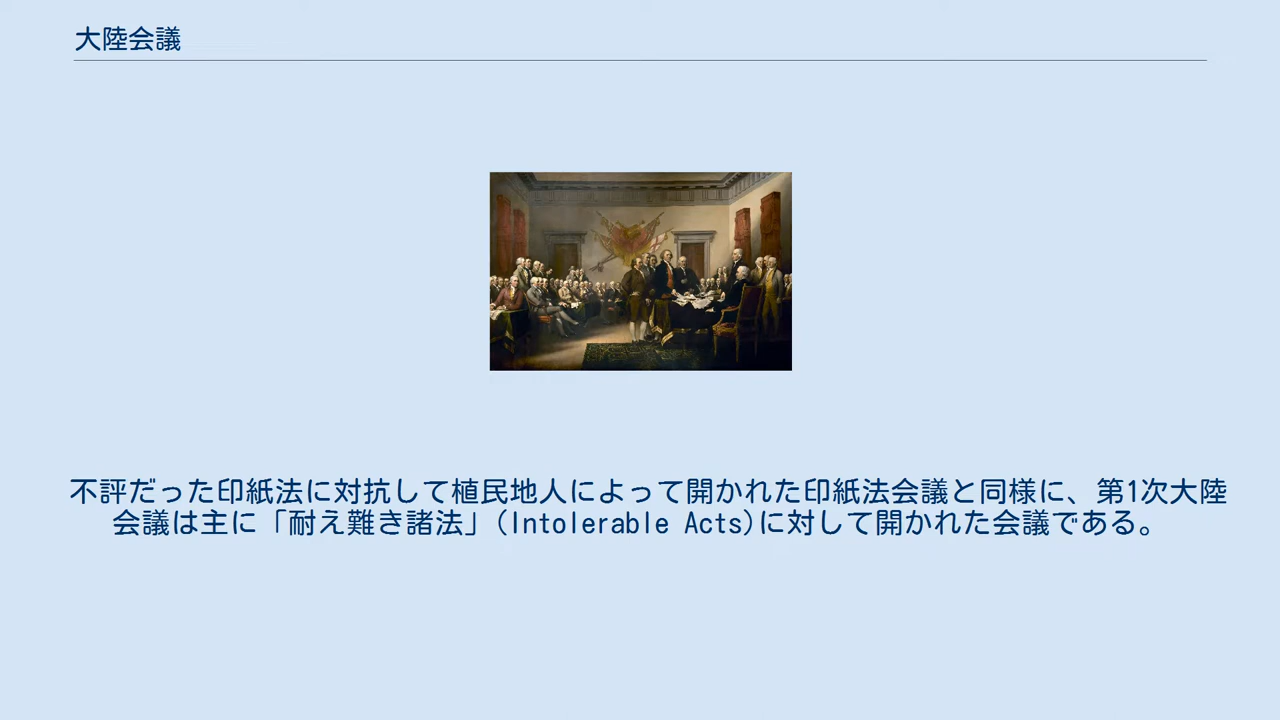 大陸会議
不評だった印紙法に対抗して植民地人によって開かれた印紙法会議と同様に、第1次大陸
会議は主に「耐え難き諸法」(Intolerable Acts)に対して開かれた会議である。